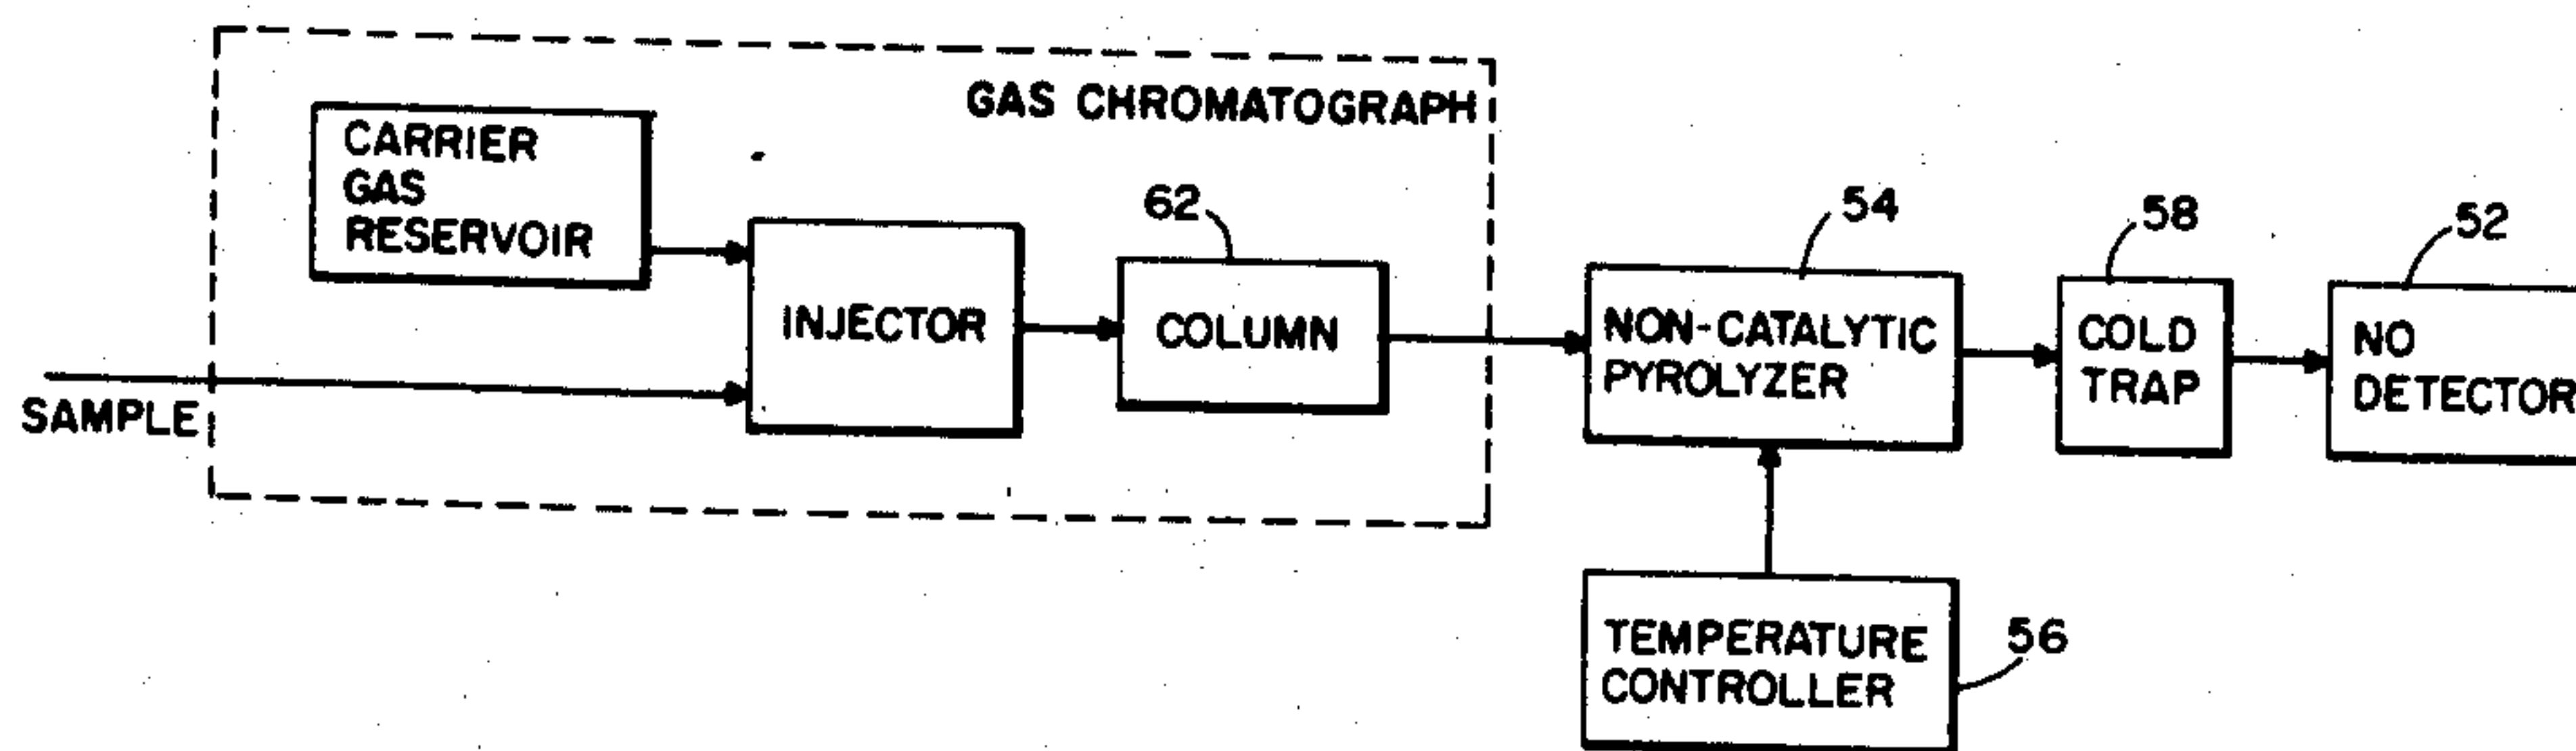 GAS CHROMATOGRAPH
CARRIER
GAS
RESERVOIR
62
54
58
52
INJECTOR
COLUMN
NON-CATALYTIC
PYROLYZER
COLD
TRAP
NO
DETECTOR
SAMPLE
TEMPERATURE
CONTROLLER
56